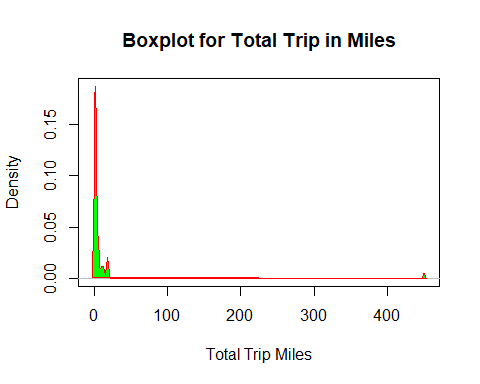 Boxplot for Total Trip in Miles
Density
0.15
0.10
0.05
0.00
0 100 200 300 400
Total Trip Miles